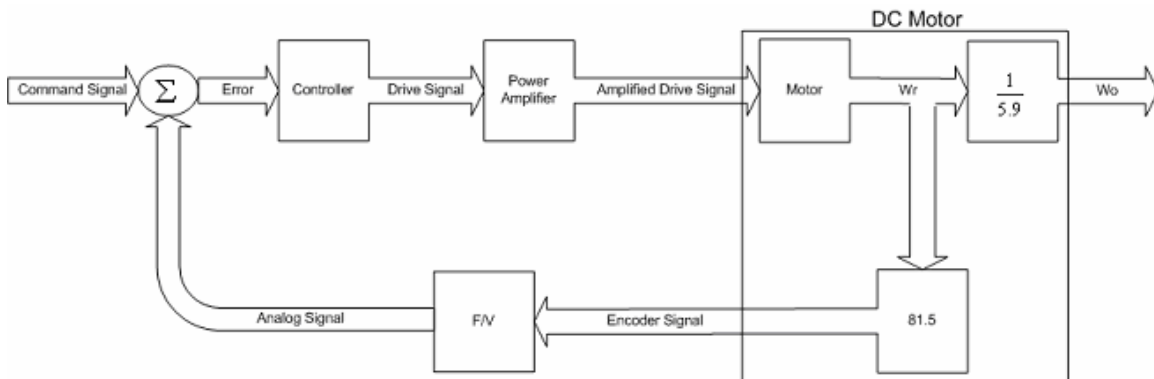 DC Motor
Command Signal
Σ
Error
Controller
Drive Signal
Power
Amplifier
Amplified Drive Signal
Motor
Wr
1
5.9
Wo
Analog Signal
F/V
Encoder Signal
81.5